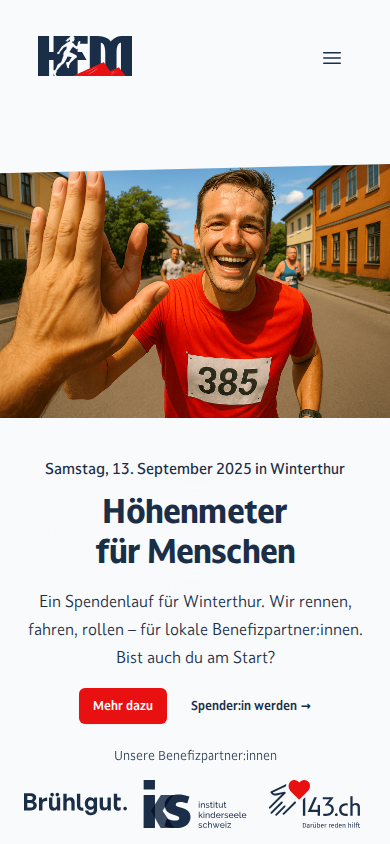 HFM
385
Samstag, 13. September 2025 in Winterthur
Höhenmeter
für Menschen
Ein Spendenlauf für Winterthur. Wir rennen,
fahren, rollen – für lokale Benefizpartner:innen.
Bist auch du am Start?
Mehr dazu
Spender:in werden →
Unsere Benefizpartner:innen
Brühlgut.
iks
institut
kinderseele
schweiz
143.ch
Darüber reden hilft